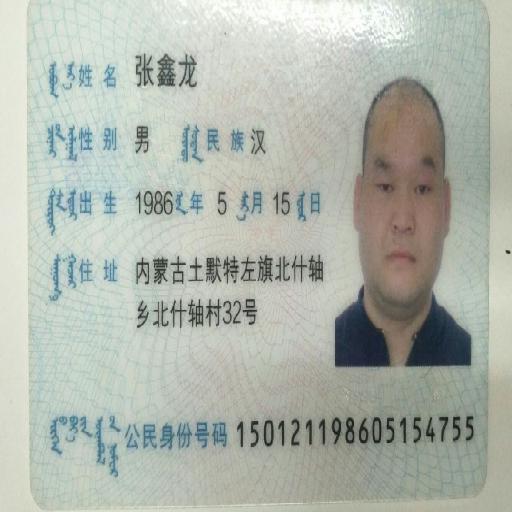 姓名 张鑫龙
性别 男 民族 汉
出生 1986 年 5 月 15 日
住址 内蒙古土默特左旗北什轴
乡北什轴村32号
公民身份号码 150121198605154755